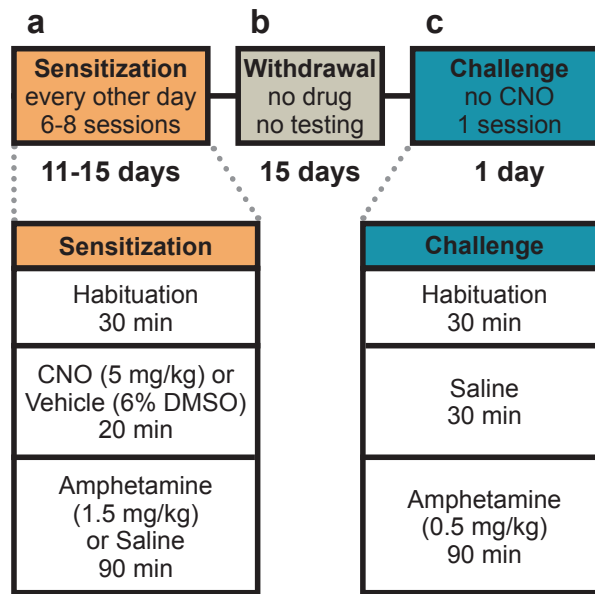 a
Sensitization
every other day
6-8 sessions
11-15 days
b
Withdrawal
no drug
no testing
15 days
c
Challenge
no CNO
1 session
1 day
Sensitization
Habituation
30 min
CNO (5 mg/kg) or
Vehicle (6% DMSO)
20 min
Amphetamine
(1.5 mg/kg)
or Saline
90 min
Challenge
Habituation
30 min
Saline
30 min
Amphetamine
(0.5 mg/kg)
90 min